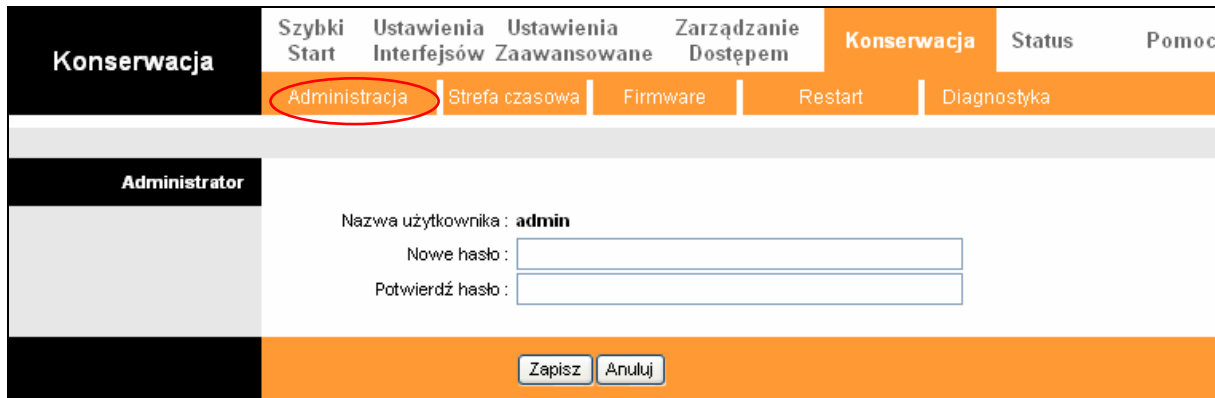 Konserwacja
Szybki Start
Ustawienia Interfejsów
Ustawienia Zaawansowane
Zarządzanie Dostępem
Konserwacja
Status
Pomoc
Administracja
Strefa czasowa
Firmware
Restart
Diagnostyka
Administrator
Nazwa użytkownika : admin
Nowe hasło :
Potwierdź hasło :
Zapisz
Anuluj